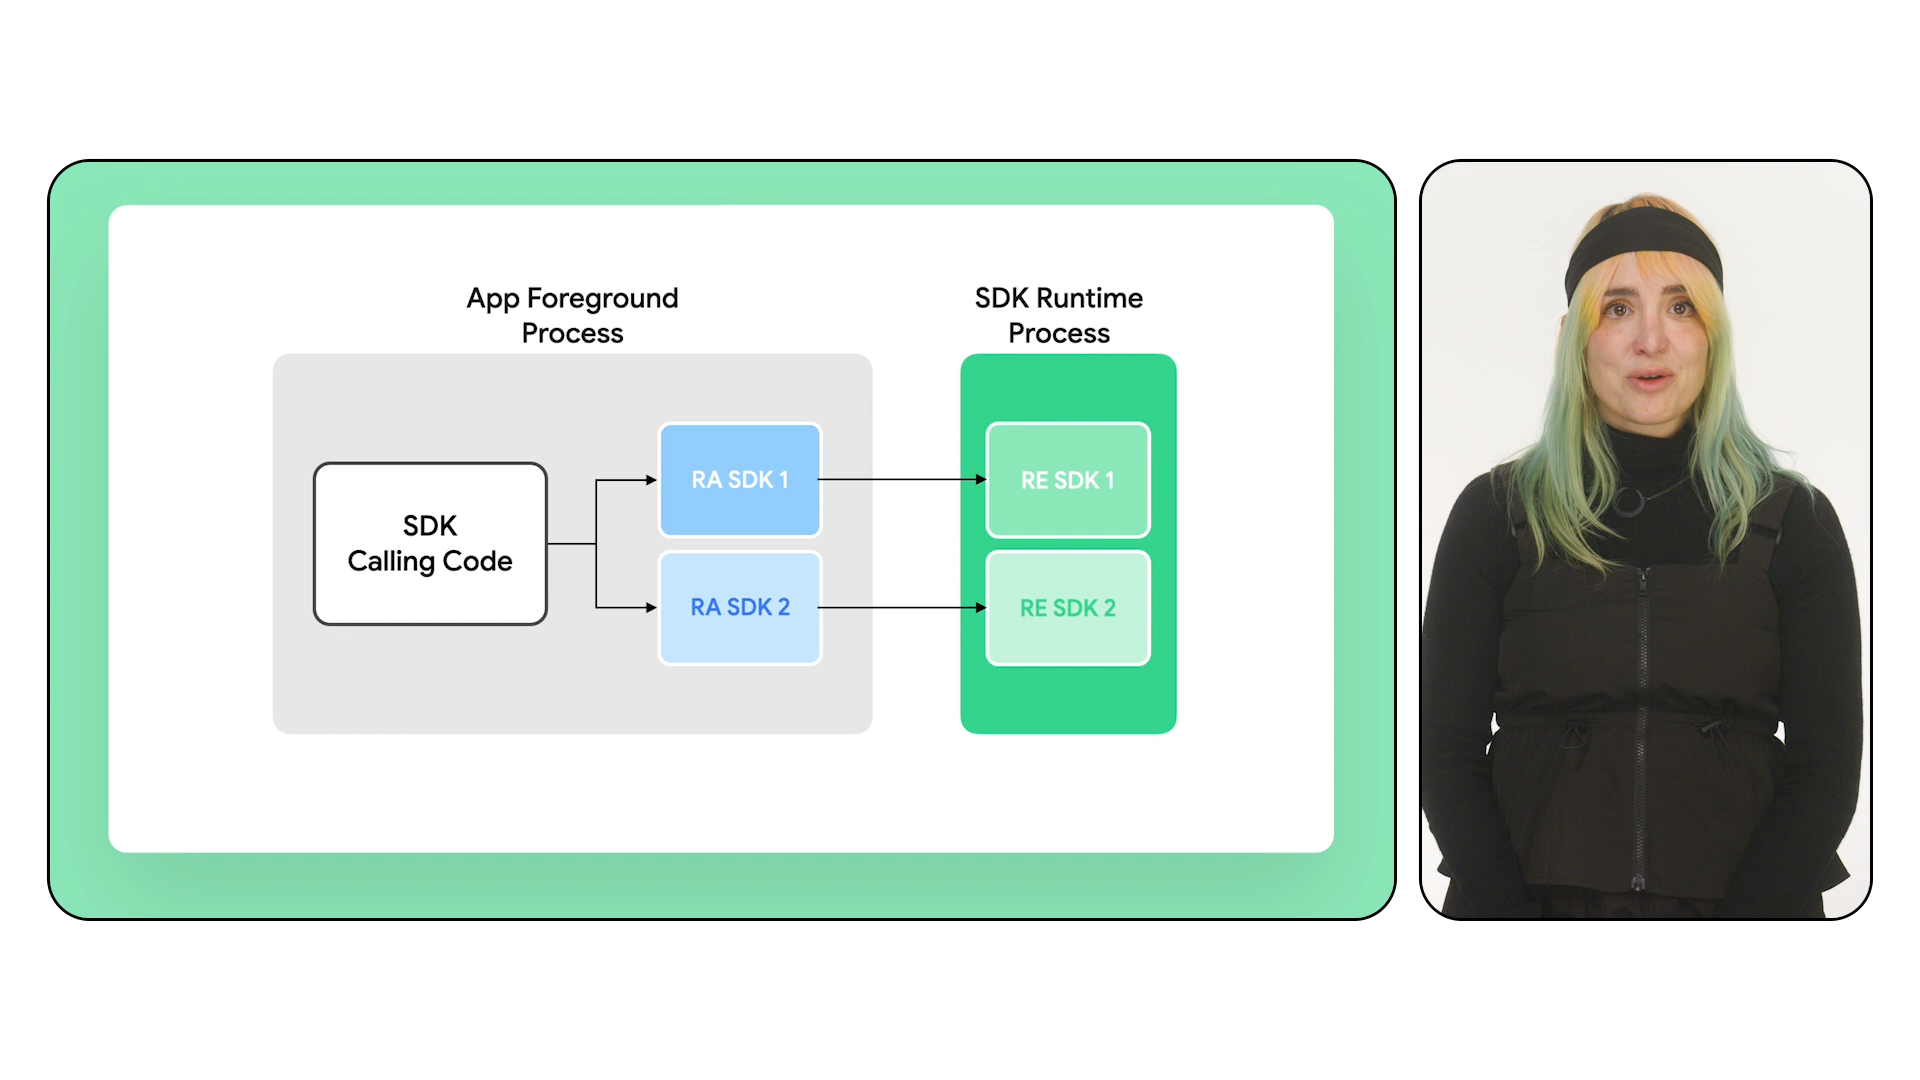 App Foreground
Process
SDK Runtime
Process
SDK
Calling Code
RA SDK 1
RE SDK 1
RA SDK 2
RE SDK 2